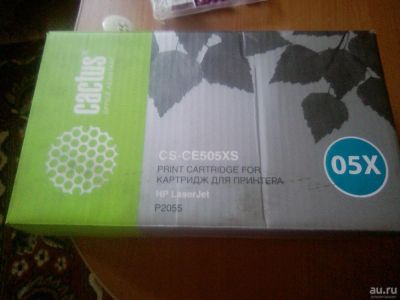 cactus
CS-CE505XS
PRINT CARTRIDGE FOR
КАРТРИДЖ ДЛЯ ПРИНТЕРА
HP LaserJet
P2055
05X
au.ru